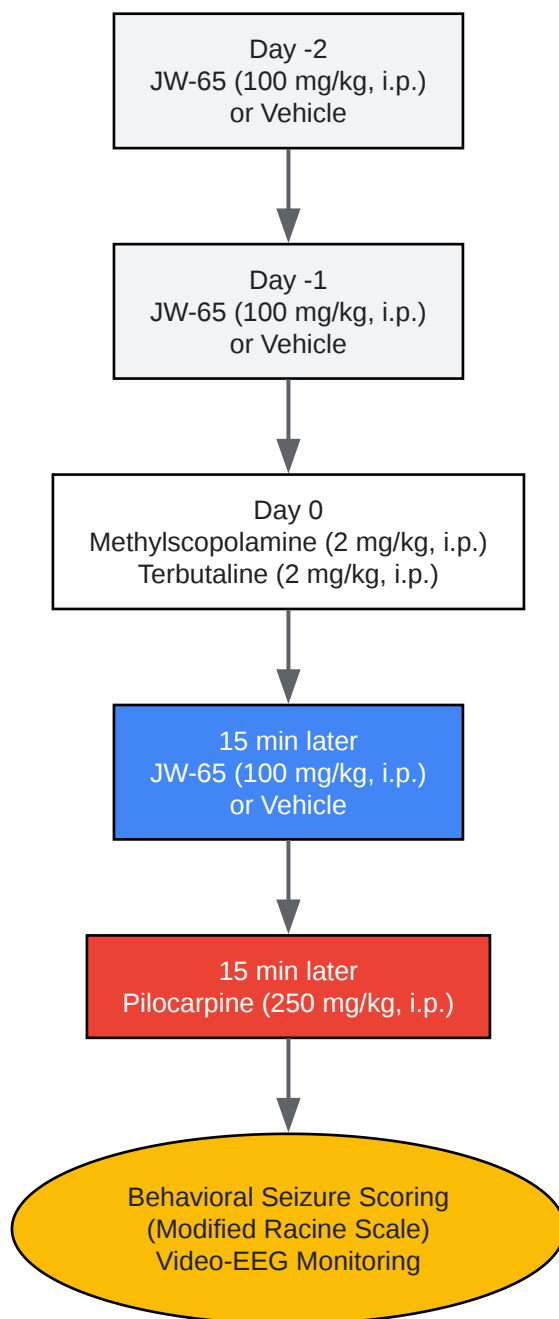 Day -2
JW-65 (100 mg/kg, i.p.)
or Vehicle
Day -1
JW-65 (100 mg/kg, i.p.)
or Vehicle
Day 0
Methylscopolamine (2 mg/kg, i.p.)
Terbutaline (2 mg/kg, i.p.)
15 min later
JW-65 (100 mg/kg, i.p.)
or Vehicle
15 min later
Pilocarpine (250 mg/kg, i.p.)
Behavioral Seizure Scoring
(Modified Racine Scale)
Video-EEG Monitoring